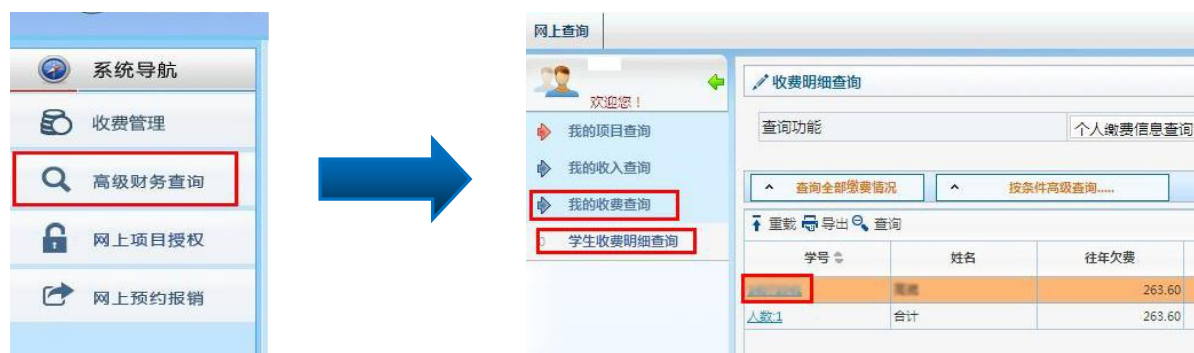 系统导航
收费管理
高级财务查询
网上项目授权
网上预约报销
网上查询
欢迎您！
我的项目查询
我的收入查询
我的收费查询
学生收费明细查询
收费明细查询
查询功能
个人缴费信息查询
查询全部缴费情况
按条件高级查询.....
重载 导出 查询
学号 姓名 往年欠费
263.60
人数:1 合计 263.60